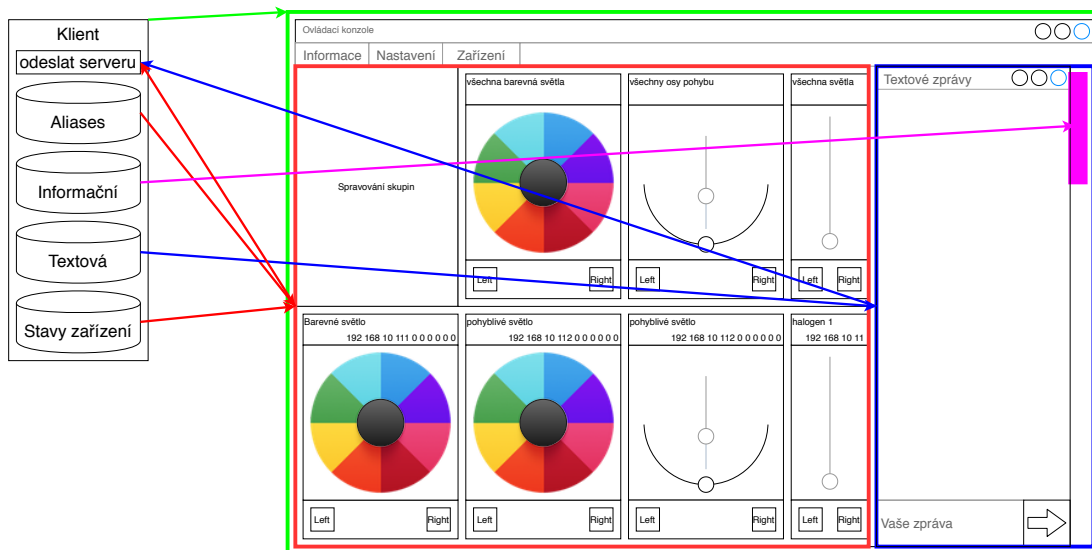 Klient
odeslat serveru
Aliases
Informační
Textová
Stavy zařízení
Ovládací konzole
Informace
Nastavení
Zařízení
Spravování skupin
všechna barevná světla
Left
Right
všechny osy pohybu
Left
Right
všechna světla
Left
Right
Barevné světlo
192 168 10 111 0 0 0 0 0 0
Left
Right
pohyblivé světlo
192 168 10 112 0 0 0 0 0 0
Left
Right
pohyblivé světlo
192 168 10 112 0 0 0 0 0 0
Left
Right
halogen 1
192 168 10 11
Left
Right
Textové zprávy
Vaše zpráva